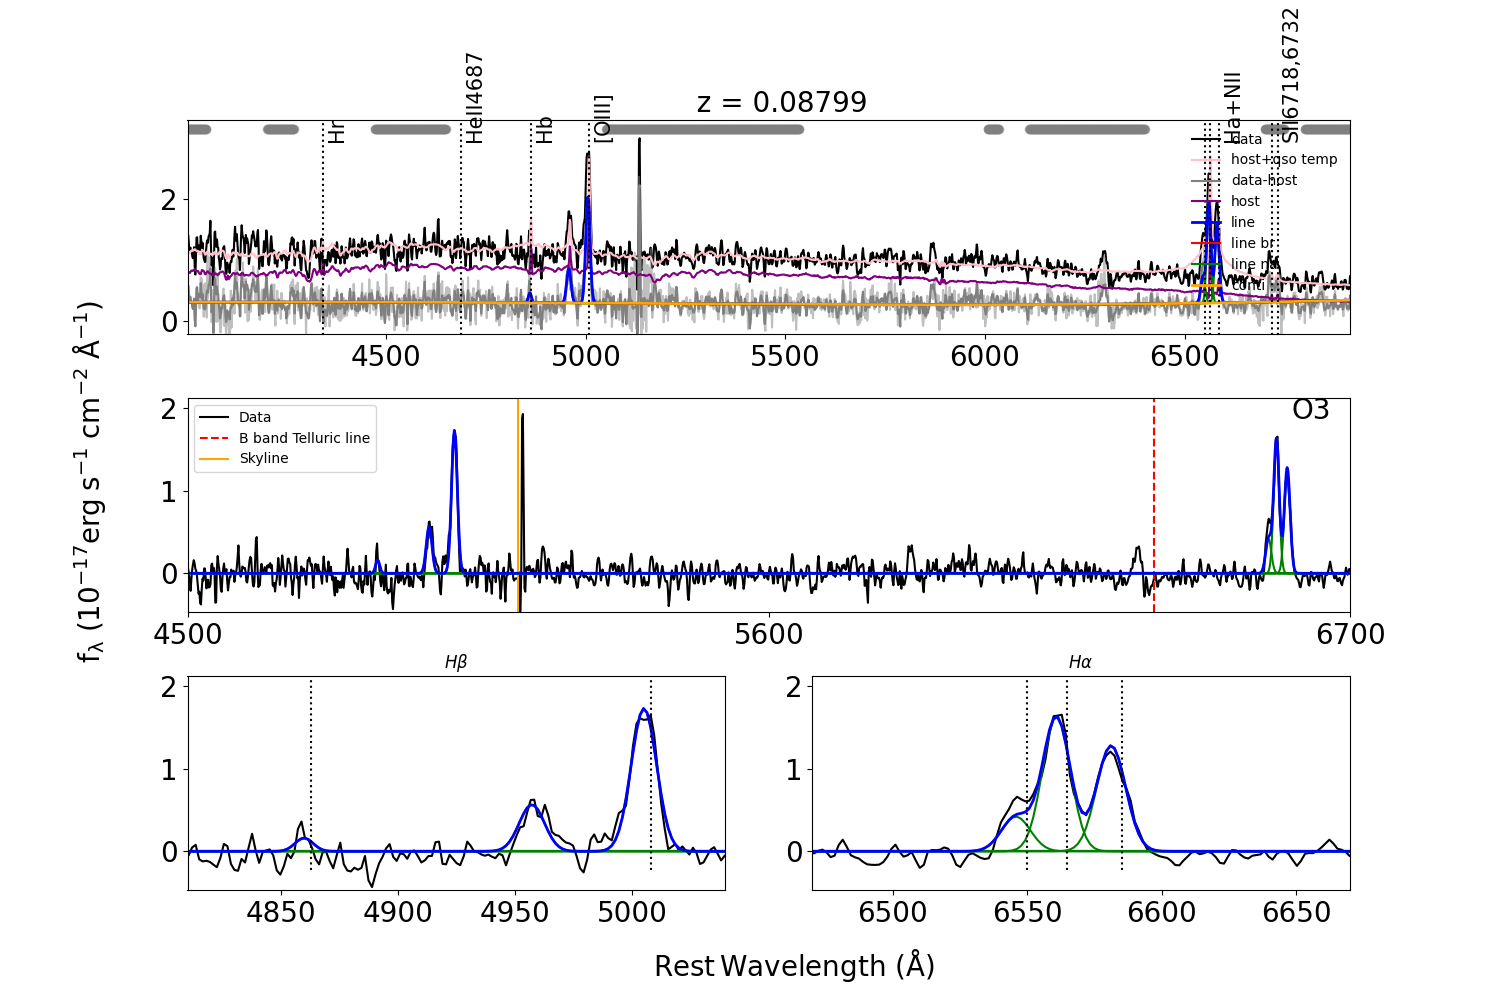 z = 0.08799
Hr
HeII4687
Hb
[OIII]
Ha+NII
SII6718,6732
data
host+qso temp
data-host
host
line
line br
line
conti
2
0
4500 5000 5500 6000 6500
Data
B band Telluric line
Skyline
O3
2
1
0
4500 5600 6700
fλ (10−17erg s−1 cm−2 Å−1)
Hβ
2
1
0
4850 4900 4950 5000
Hα
2
1
0
6500 6550 6600 6650
Rest Wavelength (Å)